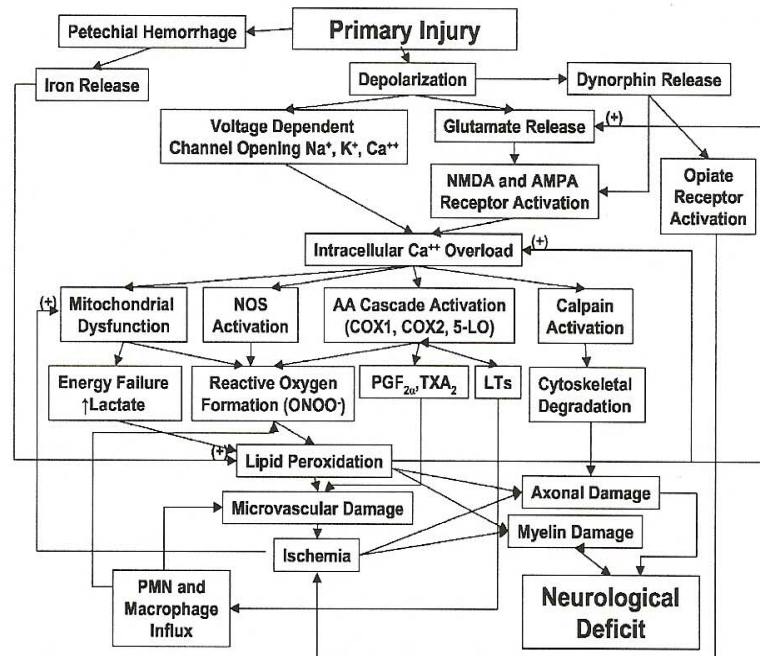 Primary Injury
Petechial Hemorrhage
Iron Release
Depolarization
Dynorphin Release
Voltage Dependent
Channel Opening Na⁺, K⁺, Ca⁺⁺
Glutamate Release
(+)
NMDA and AMPA
Receptor Activation
Opiate
Receptor
Activation
Intracellular Ca⁺⁺ Overload
(+)
(+)
Mitochondrial
Dysfunction
NOS
Activation
AA Cascade Activation
(COX1, COX2, 5-LO)
Calpain
Activation
Energy Failure
↑Lactate
Reactive Oxygen
Formation (ONOO⁻)
PGF₂α,TXA₂
LTs
Cytoskeletal
Degradation
(+)
Lipid Peroxidation
Microvascular Damage
Axonal Damage
Myelin Damage
Ischemia
PMN and
Macrophage
Influx
Neurological
Deficit